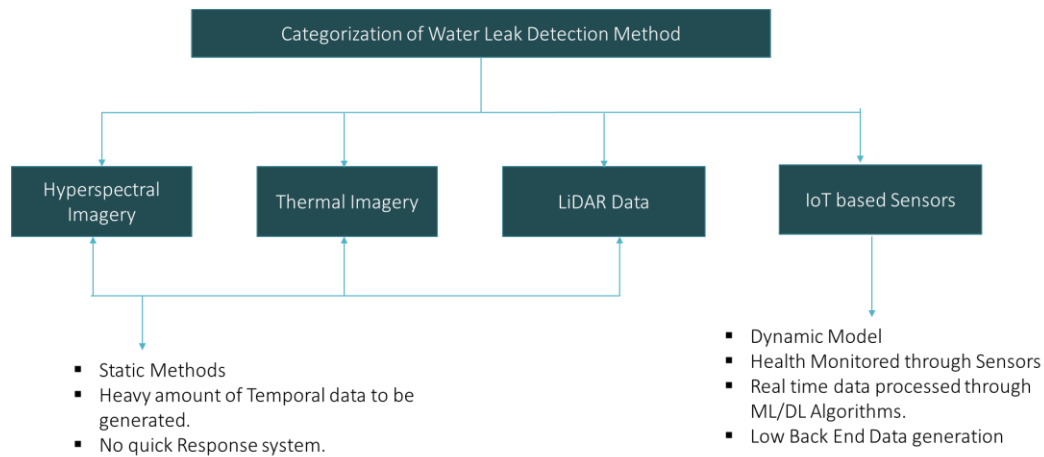 Categorization of Water Leak Detection Method
Hyperspectral
Imagery
Thermal Imagery
LiDAR Data
IoT based Sensors
▪ Static Methods
▪ Heavy amount of Temporal data to be
generated.
▪ No quick Response system.
▪ Dynamic Model
▪ Health Monitored through Sensors
▪ Real time data processed through
ML/DL Algorithms.
▪ Low Back End Data generation